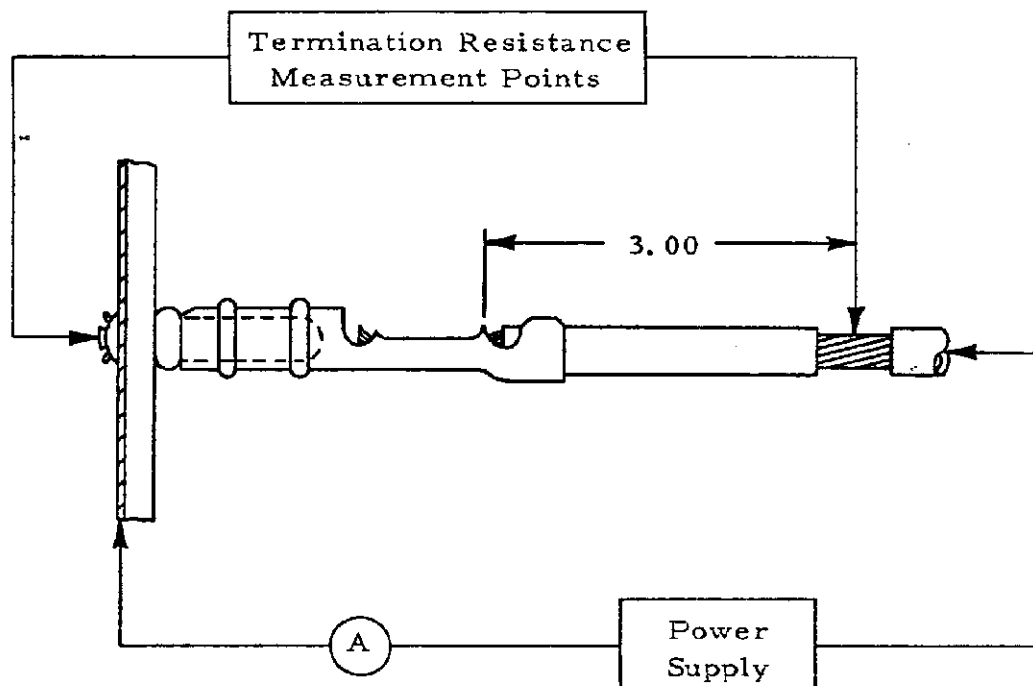 Termination Resistance
Measurement Points
3.00
A
Power
Supply